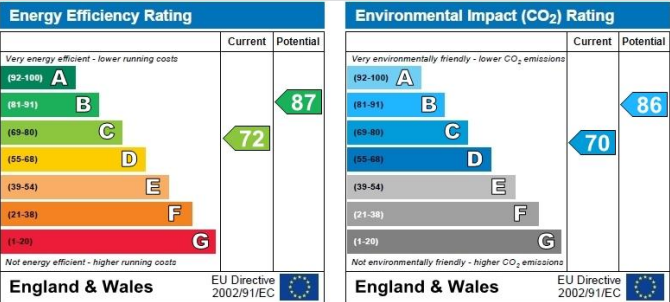 Energy Efficiency Rating
Current Potential
Very energy efficient - lower running costs
(92-100) A
(81-91) B
(69-80) C
(55-68) D
(39-54) E
(21-38) F
(1-20) G
87
72
Not energy efficient - higher running costs
England & Wales
EU Directive
2002/91/EC
Environmental Impact (CO₂) Rating
Current Potential
Very environmentally friendly - lower CO₂ emissions
(92-100) A
(81-91) B
(69-80) C
(55-68) D
(39-54) E
(21-38) F
(1-20) G
86
70
Not environmentally friendly - higher CO₂ emissions
England & Wales
EU Directive
2002/91/EC